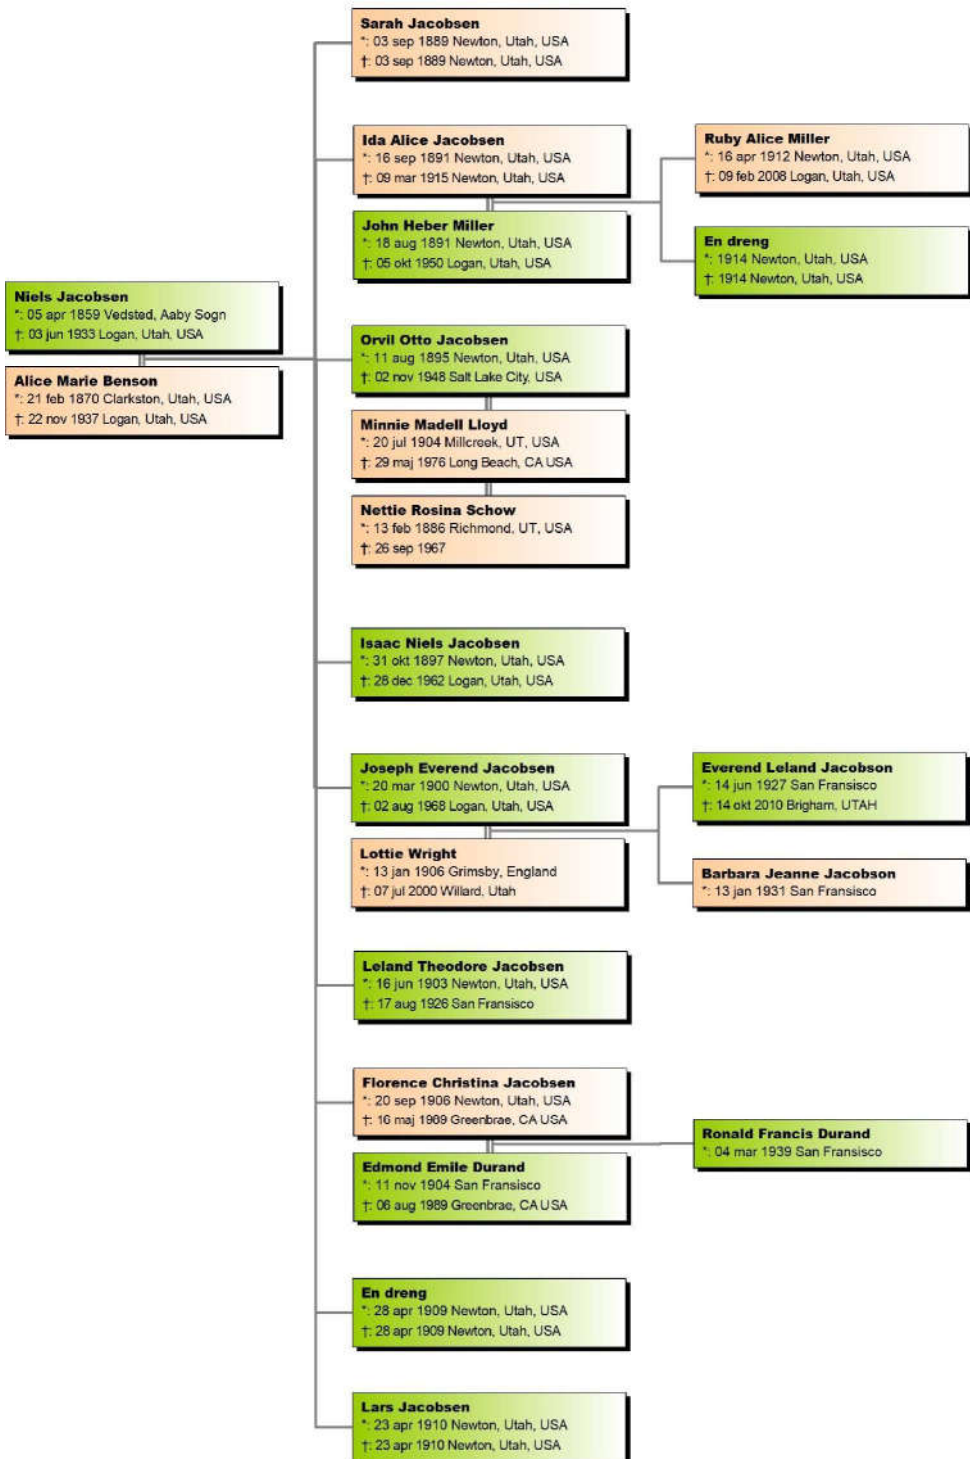 Sarah Jacobsen
*: 03 sep 1889 Newton, Utah, USA
†: 03 sep 1889 Newton, Utah, USA
Ida Alice Jacobsen
*: 16 sep 1891 Newton, Utah, USA
†: 09 mar 1915 Newton, Utah, USA
Ruby Alice Miller
*: 16 apr 1912 Newton, Utah, USA
†: 09 feb 2008 Logan, Utah, USA
John Heber Miller
*: 18 aug 1891 Newton, Utah, USA
†: 05 okt 1950 Logan, Utah, USA
En dreng
*: 1914 Newton, Utah, USA
†: 1914 Newton, Utah, USA
Niels Jacobsen
*: 05 apr 1859 Vedsted, Aaby Sogn
†: 03 jun 1933 Logan, Utah, USA
Alice Marie Benson
*: 21 feb 1870 Clarkston, Utah, USA
†: 22 nov 1937 Logan, Utah, USA
Orvil Otto Jacobsen
*: 11 aug 1895 Newton, Utah, USA
†: 02 nov 1948 Salt Lake City, USA
Minnie Madell Lloyd
*: 20 jul 1904 Millcreek, UT, USA
†: 29 maj 1976 Long Beach, CA USA
Nettie Rosina Schow
*: 13 feb 1886 Richmond, UT, USA
†: 26 sep 1967
Isaac Niels Jacobsen
*: 31 okt 1897 Newton, Utah, USA
†: 28 dec 1962 Logan, Utah, USA
Joseph Everend Jacobsen
*: 20 mar 1900 Newton, Utah, USA
†: 02 aug 1968 Logan, Utah, USA
Everend Leland Jacobson
*: 14 jun 1927 San Fransisco
†: 14 okt 2010 Brigham, UTAH
Lottie Wright
*: 13 jan 1906 Grimsby, England
†: 07 jul 2000 Willard, Utah
Barbara Jeanne Jacobson
*: 13 jan 1931 San Fransisco
Leland Theodore Jacobsen
*: 16 jun 1903 Newton, Utah, USA
†: 17 aug 1926 San Fransisco
Florence Christina Jacobsen
*: 20 sep 1906 Newton, Utah, USA
†: 16 maj 1989 Greenbrae, CA USA
Ronald Francis Durand
*: 04 mar 1939 San Fransisco
Edmond Emile Durand
*: 11 nov 1904 San Fransisco
†: 06 aug 1989 Greenbrae, CA USA
En dreng
*: 28 apr 1909 Newton, Utah, USA
†: 28 apr 1909 Newton, Utah, USA
Lars Jacobsen
*: 23 apr 1910 Newton, Utah, USA
†: 23 apr 1910 Newton, Utah, USA